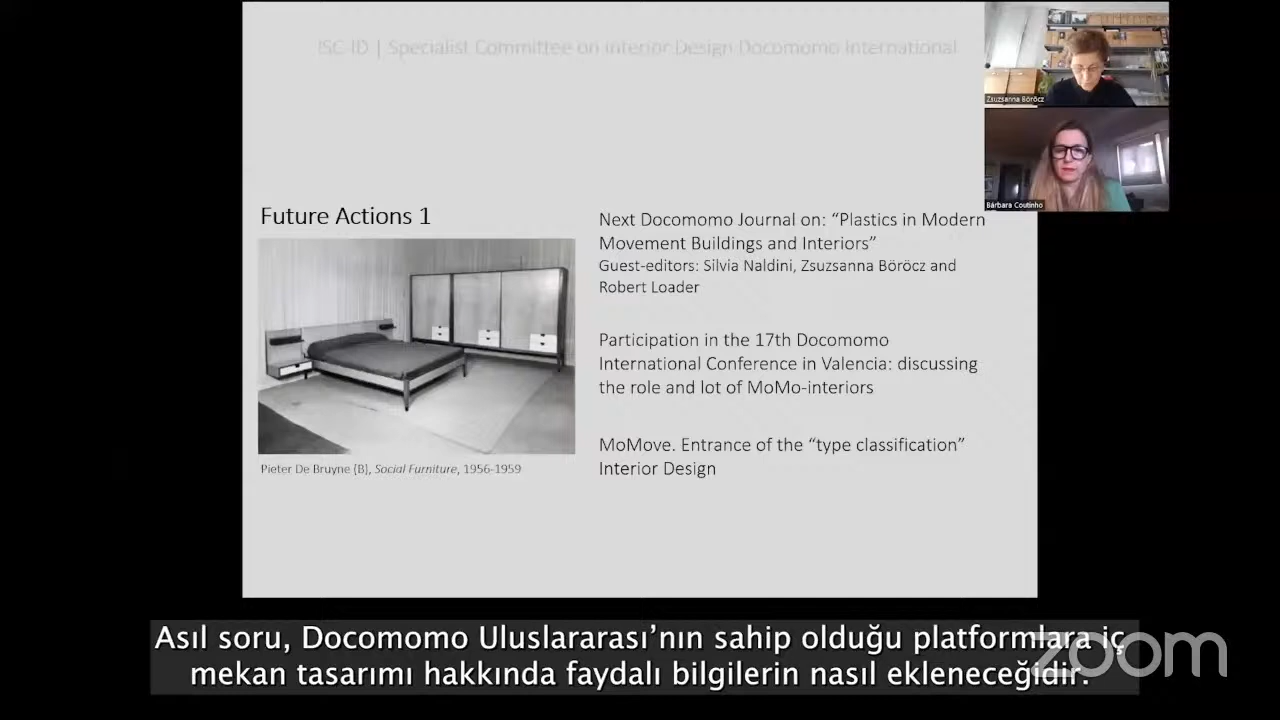 ISC ID | Specialist Committee on Interior Design Docomomo International
Zsuzsanna Böröcz
Bárbara Coutinho
Future Actions 1
Pieter De Bruyne (B), Social Furniture, 1956-1959
Next Docomomo Journal on: “Plastics in Modern
Movement Buildings and Interiors”
Guest-editors: Silvia Naldini, Zsuzsanna Böröcz and
Robert Loader
Participation in the 17th Docomomo
International Conference in Valencia: discussing
the role and lot of MoMo-interiors
MoMove. Entrance of the “type classification”
Interior Design
Asıl soru, Docomomo Uluslararası’nın sahip olduğu platformlara iç
mekan tasarımı hakkında faydalı bilgilerin nasıl ekleneceğidir.
zoom